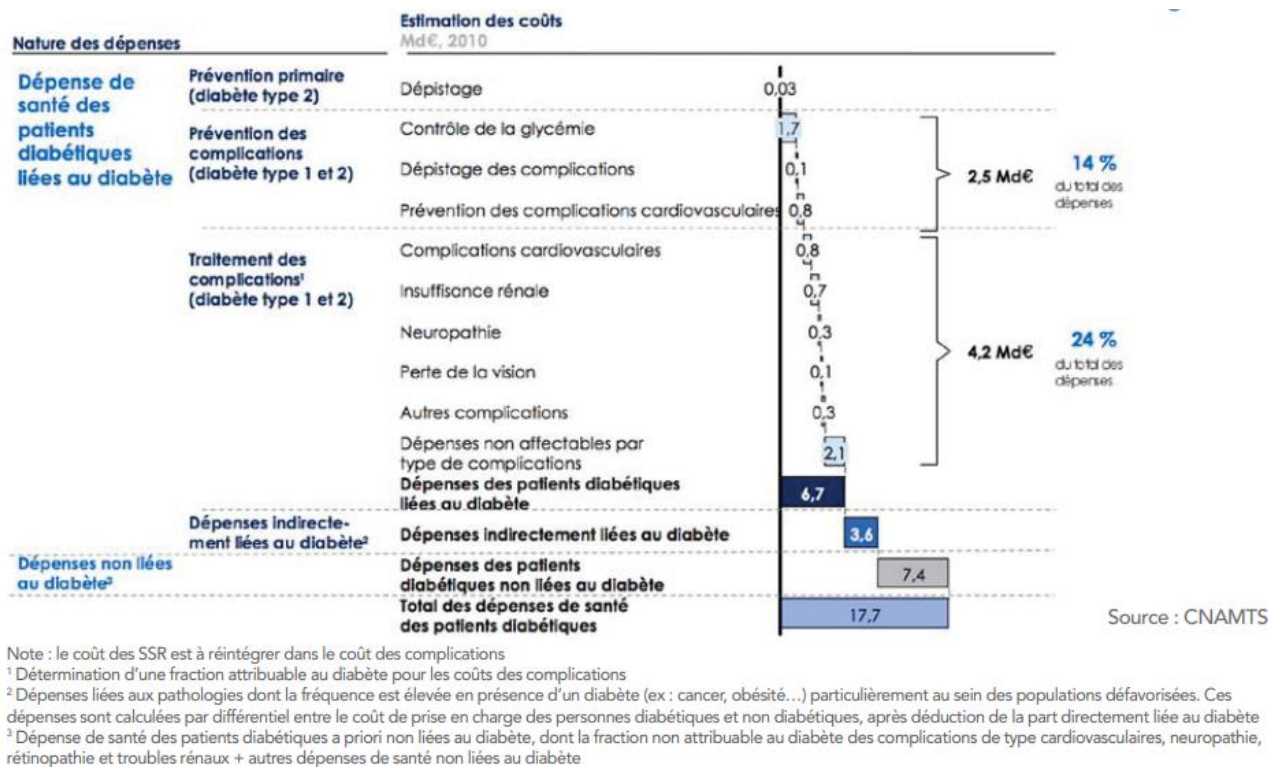 Nature des dépenses
Estimation des coûts
Md€, 2010
Dépense de
santé des
patients
diabétiques
liées au diabète
Prévention primaire
(diabète type 2)
Dépistage
0,03
Prévention des
complications
(diabète type 1 et 2)
Contrôle de la glycémie
1,7
Dépistage des complications
0,1
Prévention des complications cardiovasculaires
0,8
2,5 Md€
14 %
du total des
dépenses
Traitement des
complications¹
(diabète type 1 et 2)
Complications cardiovasculaires
0,8
Insuffisance rénale
0,7
Neuropathie
0,3
Perte de la vision
0,1
Autres complications
0,3
Dépenses non affectables par
type de complications
2,1
4,2 Md€
24 %
du total des
dépenses
Dépenses des patients diabétiques
liées au diabète
6,7
Dépenses indirecte-
ment liées au diabète²
Dépenses indirectement liées au diabète
3,6
Dépenses non liées
au diabète³
Dépenses des patients
diabétiques non liées au diabète
7,4
Total des dépenses de santé
des patients diabétiques
17,7
Source : CNAMTS
Note : le coût des SSR est à réintégrer dans le coût des complications
¹ Détermination d'une fraction attribuable au diabète pour les coûts des complications
² Dépenses liées aux pathologies dont la fréquence est élevée en présence d'un diabète (ex : cancer, obésité…) particulièrement au sein des populations défavorisées. Ces
dépenses sont calculées par différentiel entre le coût de prise en charge des personnes diabétiques et non diabétiques, après déduction de la part directement liée au diabète
³ Dépense de santé des patients diabétiques a priori non liées au diabète, dont la fraction non attribuable au diabète des complications de type cardiovasculaires, neuropathie,
rétinopathie et troubles rénaux + autres dépenses de santé non liées au diabète